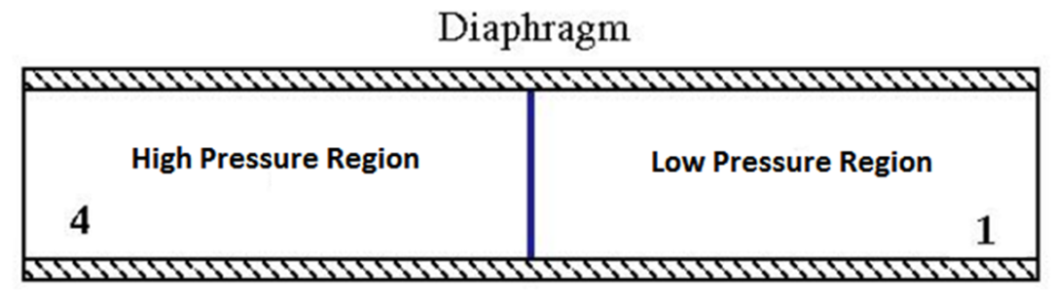 Diaphragm
High Pressure Region
Low Pressure Region
4
1